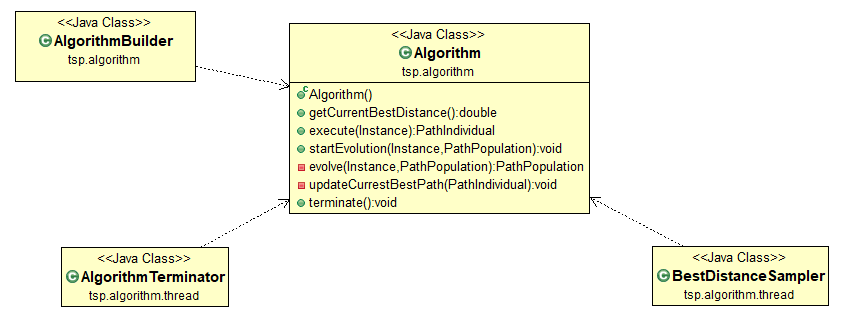 <<Java Class>>
AlgorithmBuilder
tsp.algorithm
<<Java Class>>
Algorithm
tsp.algorithm
Algorithm()
getCurrentBestDistance():double
execute(Instance):PathIndividual
startEvolution(Instance,PathPopulation):void
evolve(Instance,PathPopulation):PathPopulation
updateCurrestBestPath(PathIndividual):void
terminate():void
<<Java Class>>
AlgorithmTerminator
tsp.algorithm.thread
<<Java Class>>
BestDistanceSampler
tsp.algorithm.thread